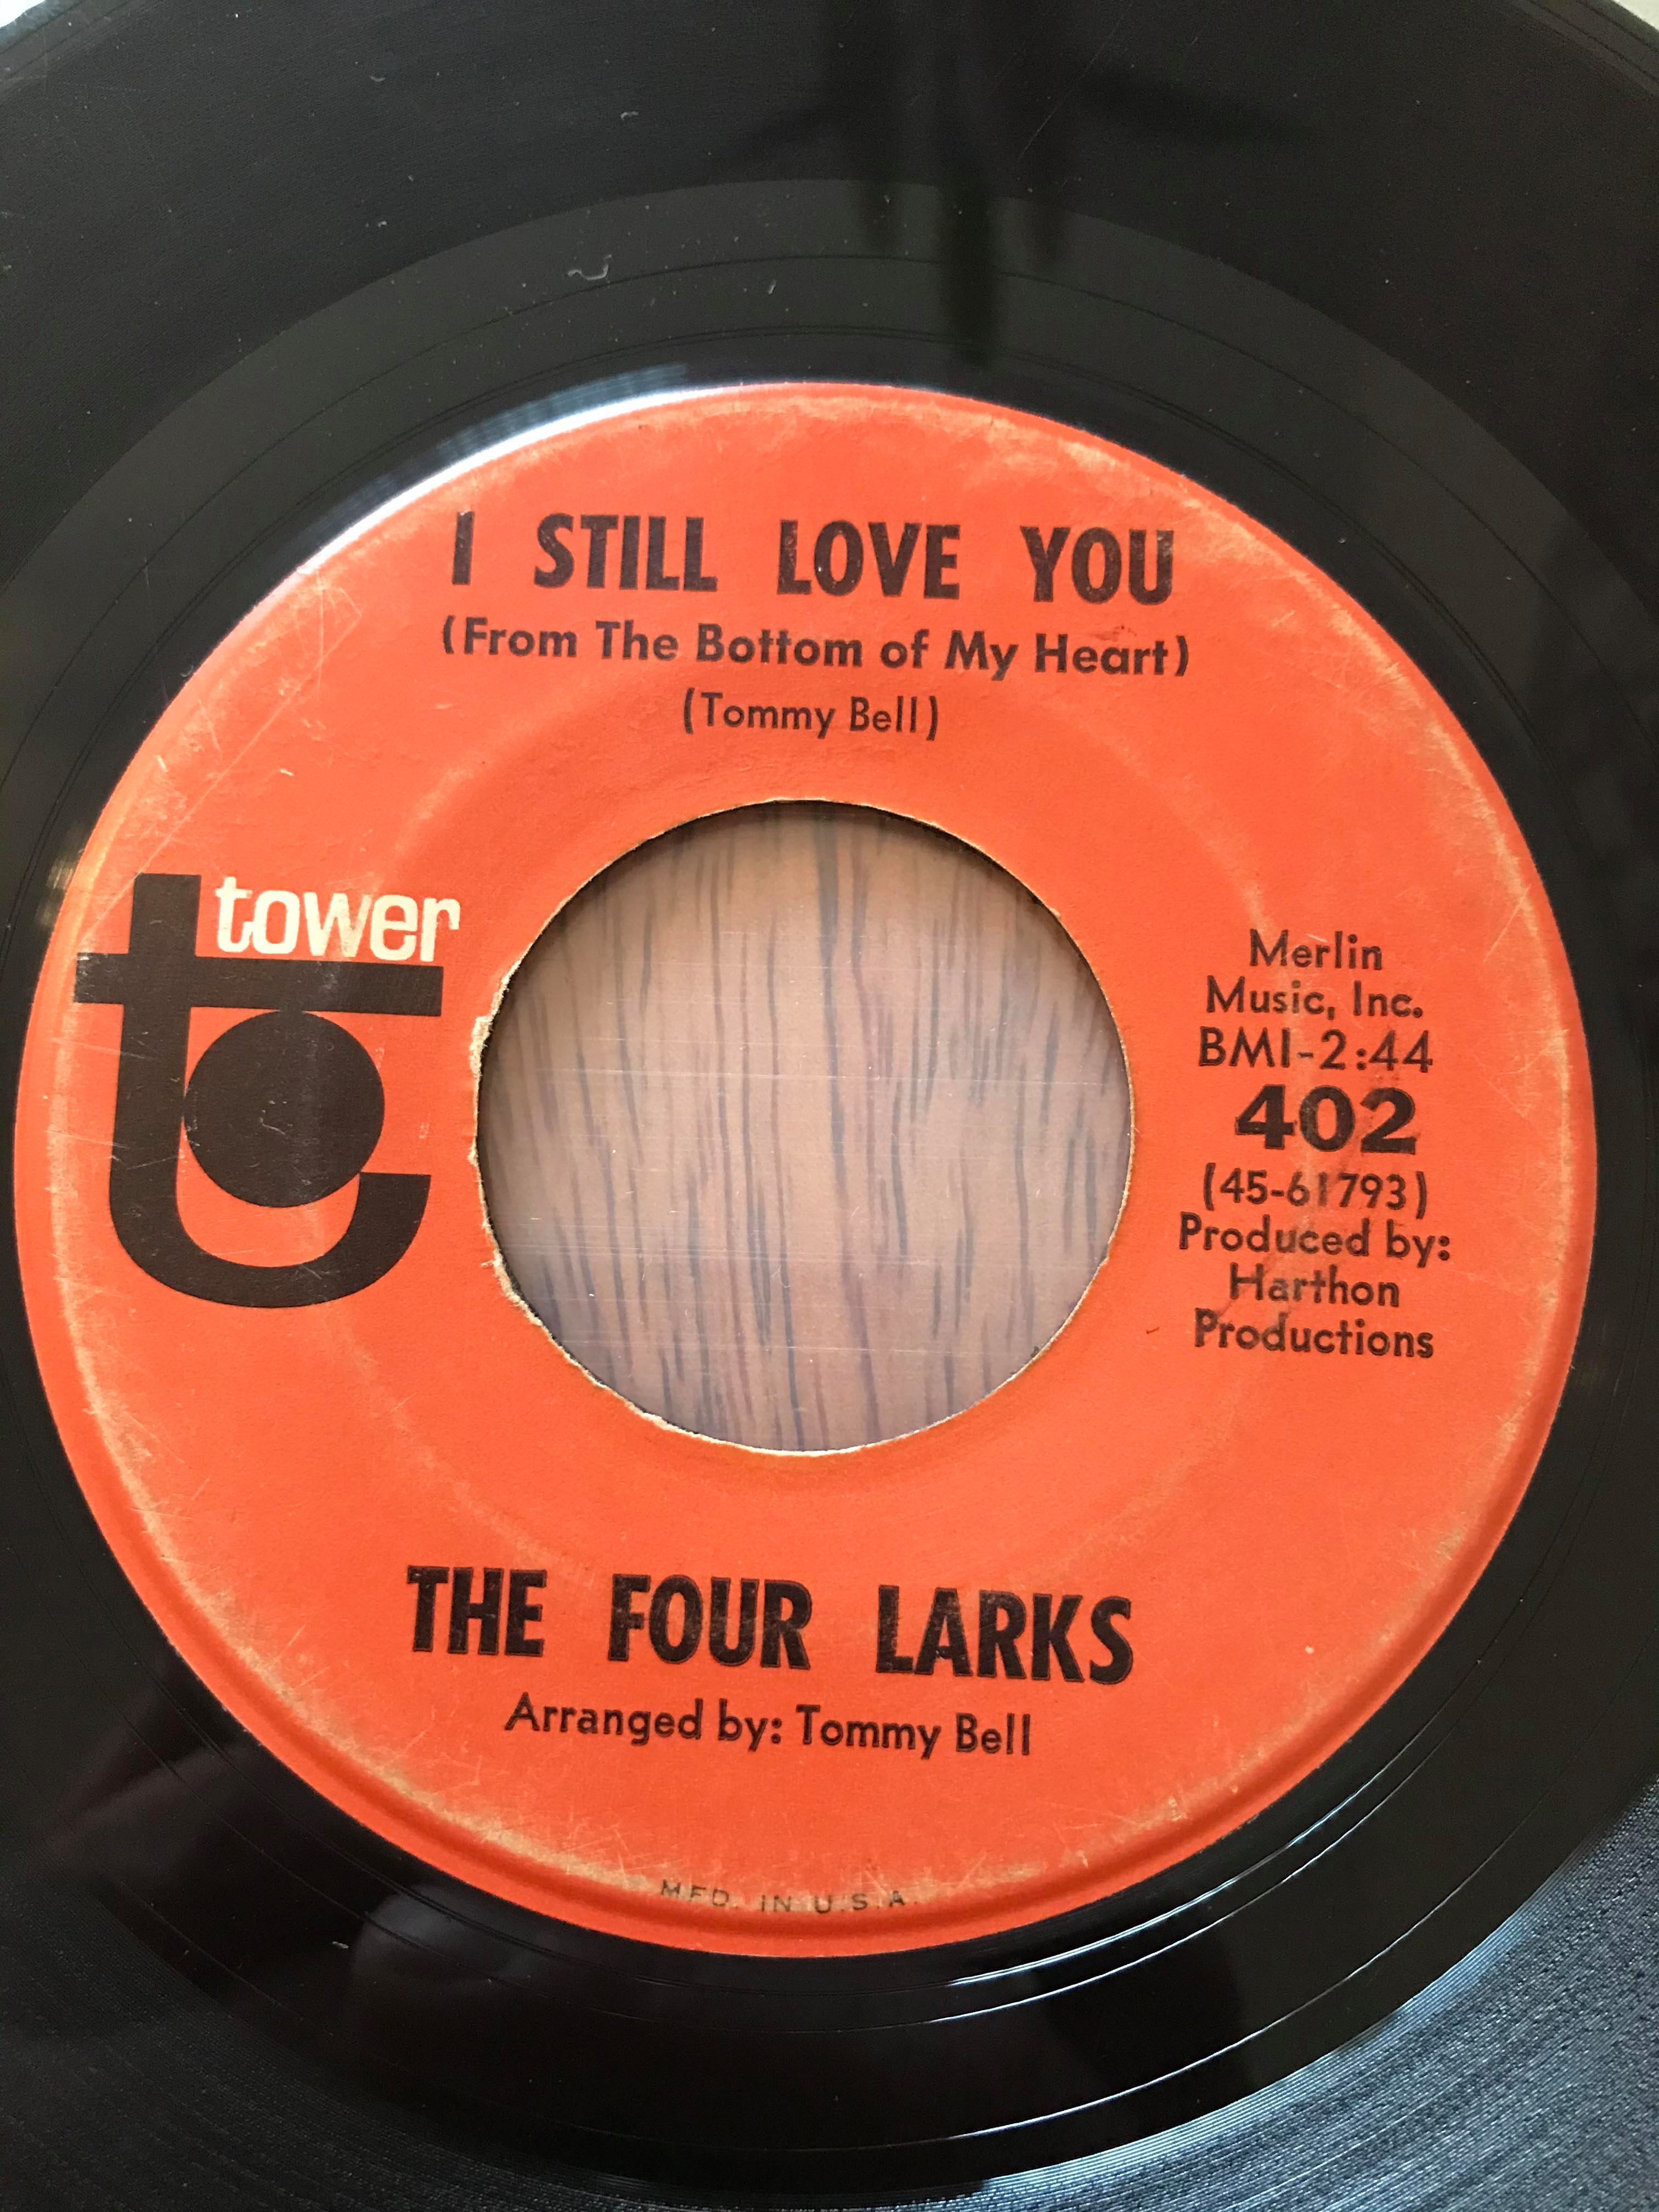 I STILL LOVE YOU
(From The Bottom of My Heart)
(Tommy Bell)
tower
Merlin
Music, Inc.
BMI-2:44
402
(45-61793)
Produced by:
Harthon
Productions
THE FOUR LARKS
Arranged by: Tommy Bell
MFD. IN U.S.A.